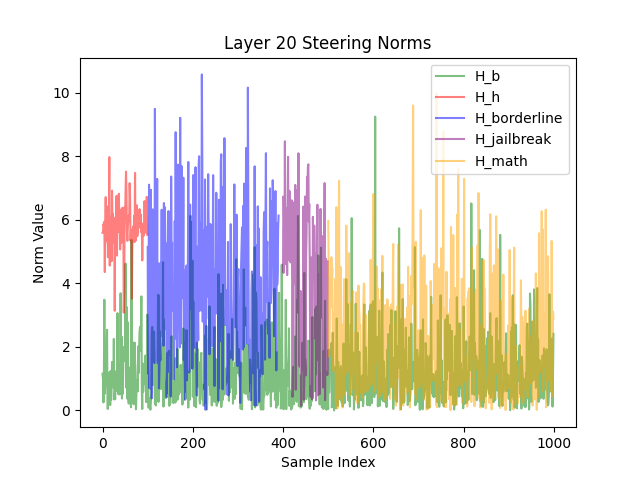 Layer 20 Steering Norms
H_b
H_h
H_borderline
H_jailbreak
H_math
Norm Value
10
8
6
4
2
0
0 200 400 600 800 1000
Sample Index